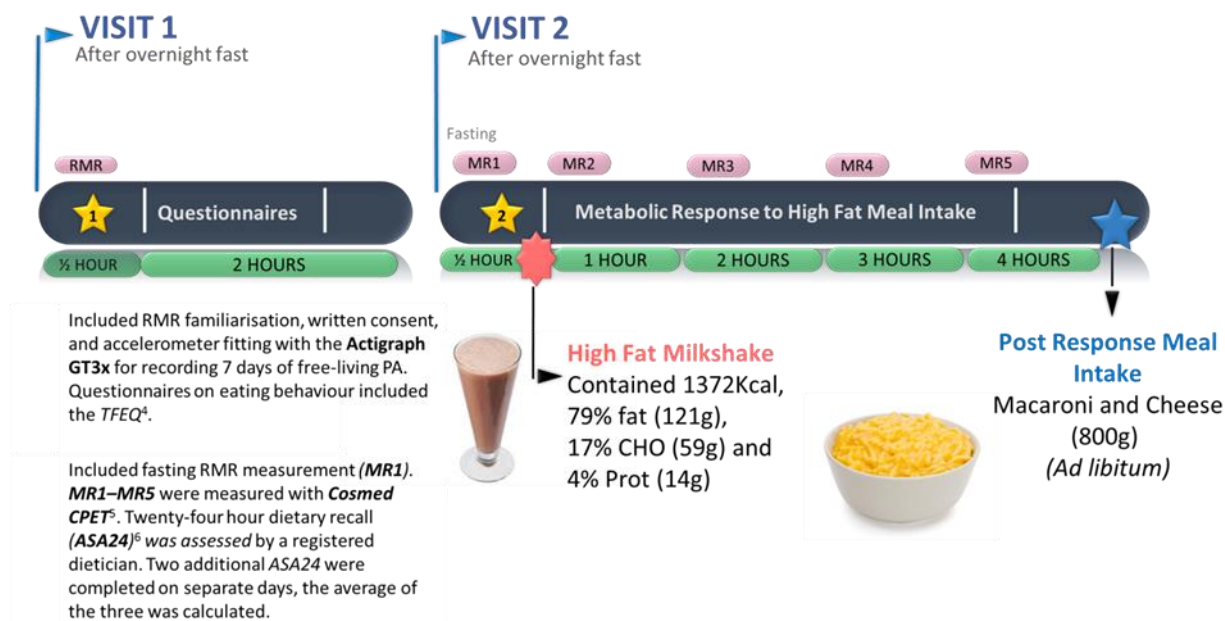 VISIT 1
After overnight fast
RMR
1
Questionnaires
½ HOUR
2 HOURS
Included RMR familiarisation, written consent,
and accelerometer fitting with the Actigraph
GT3x for recording 7 days of free-living PA.
Questionnaires on eating behaviour included
the TFEQ⁴.
Included fasting RMR measurement (MR1).
MR1–MR5 were measured with Cosmed
CPET⁵. Twenty-four hour dietary recall
(ASA24)⁶ was assessed by a registered
dietician. Two additional ASA24 were
completed on separate days, the average of
the three was calculated.
VISIT 2
After overnight fast
Fasting
MR1
MR2
MR3
MR4
MR5
2
Metabolic Response to High Fat Meal Intake
½ HOUR
1 HOUR
2 HOURS
3 HOURS
4 HOURS
High Fat Milkshake
Contained 1372Kcal,
79% fat (121g),
17% CHO (59g) and
4% Prot (14g)
Post Response Meal
Intake
Macaroni and Cheese
(800g)
(Ad libitum)